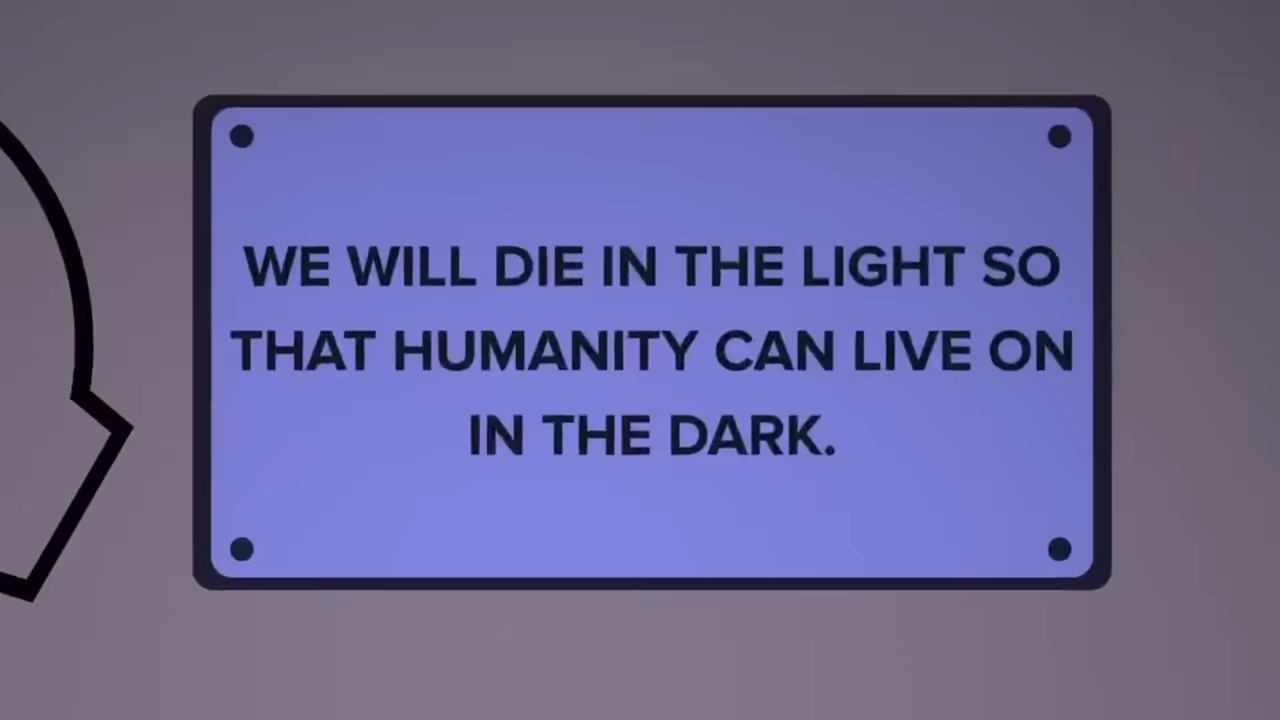 WE WILL DIE IN THE LIGHT SO
THAT HUMANITY CAN LIVE ON
IN THE DARK.